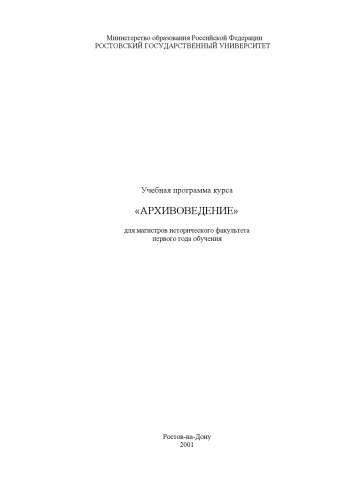 Министерство образования Российской Федерации
РОСТОВСКИЙ ГОСУДАРСТВЕННЫЙ УНИВЕРСИТЕТ
Учебная программа курса
«АРХИВОВЕДЕНИЕ»
для магистров исторического факультета
первого года обучения
Ростов-на-Дону
2001